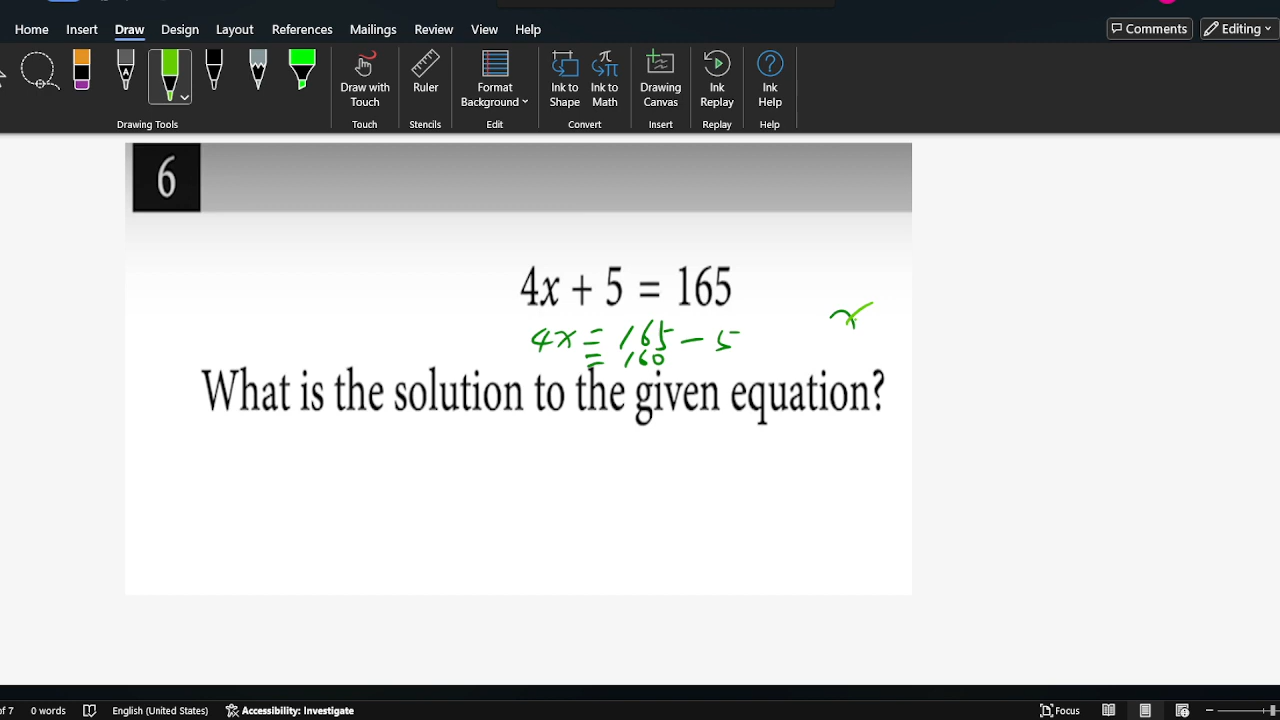 Home Insert Draw Design Layout References Mailings Review View Help
Comments Editing
Draw with Touch
Ruler
Format Background
Ink to Shape
Ink to Math
Drawing Canvas
Ink Replay
Ink Help
Drawing Tools Touch Stencils Edit Convert Insert Replay Help
6
4x + 5 = 165
4x = 165 - 5
= 160
x
What is the solution to the given equation?
of 7 0 words English (United States) Accessibility: Investigate Focus